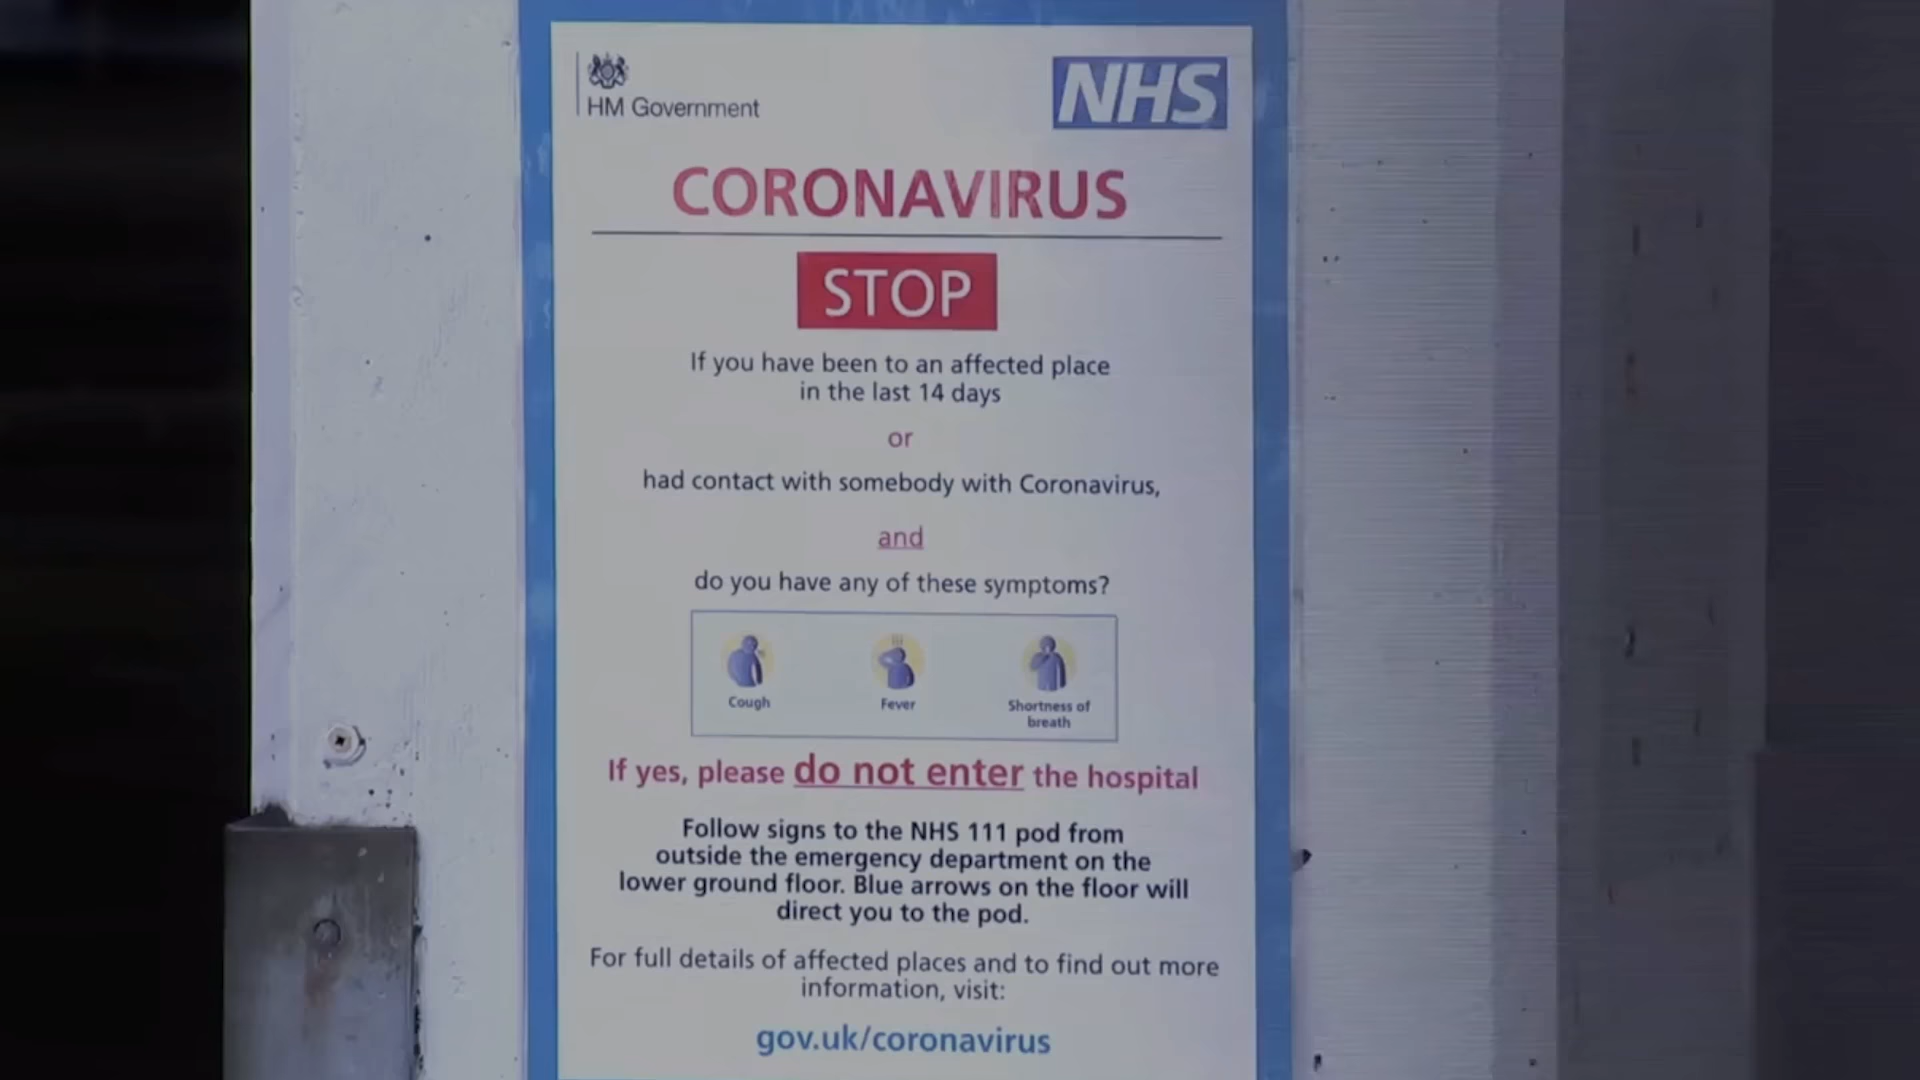 HM Government
NHS
CORONAVIRUS
STOP
If you have been to an affected place
in the last 14 days
or
had contact with somebody with Coronavirus,
and
do you have any of these symptoms?
Cough
Fever
Shortness of
breath
If yes, please do not enter the hospital
Follow signs to the NHS 111 pod from
outside the emergency department on the
lower ground floor. Blue arrows on the floor will
direct you to the pod.
For full details of affected places and to find out more
information, visit:
gov.uk/coronavirus